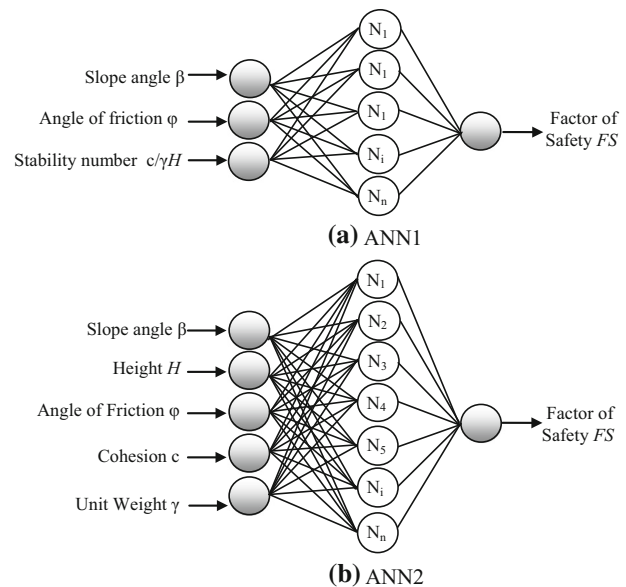 N₁
N₁
N₁
Nᵢ
Nₙ
Slope angle β
Angle of friction φ
Stability number c/γH
Factor of
Safety FS
(a) ANN1
N₁
N₂
N₃
N₄
N₅
Nᵢ
Nₙ
Slope angle β
Height H
Angle of Friction φ
Cohesion c
Unit Weight γ
Factor of
Safety FS
(b) ANN2